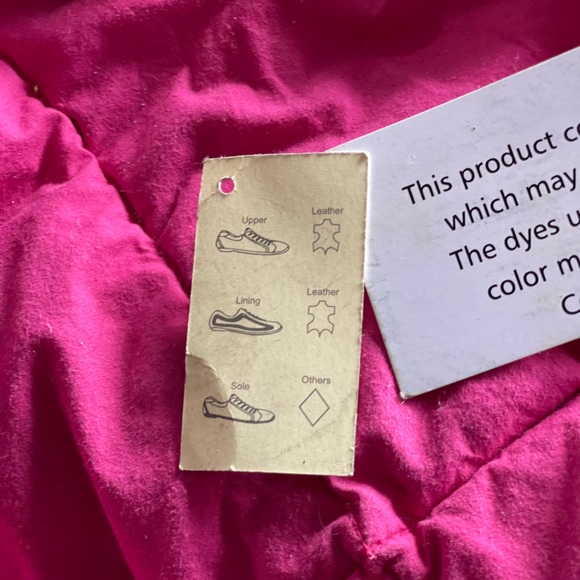 Upper Leather
Lining Leather
Sole Others
This product
which may
The dyes
color